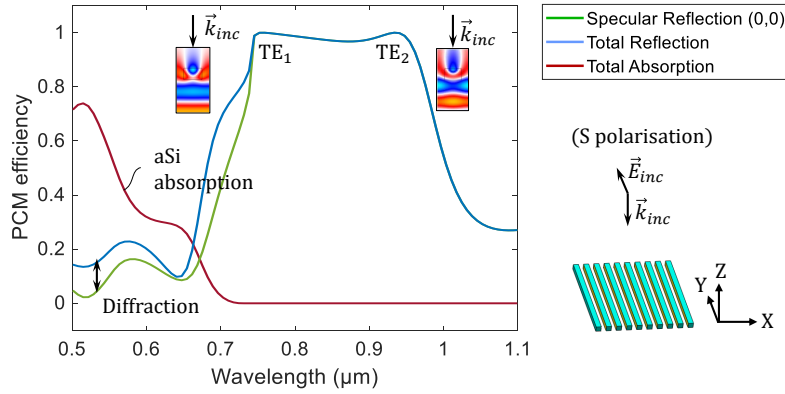 PCM efficiency
1
0.8
0.6
0.4
0.2
0
0.5
0.6
0.7
0.8
0.9
1
1.1
Wavelength (μm)
k⃗inc
k⃗inc
TE1
TE2
aSi
absorption
Diffraction
Specular Reflection (0,0)
Total Reflection
Total Absorption
(S polarisation)
E⃗inc
k⃗inc
Y
Z
X